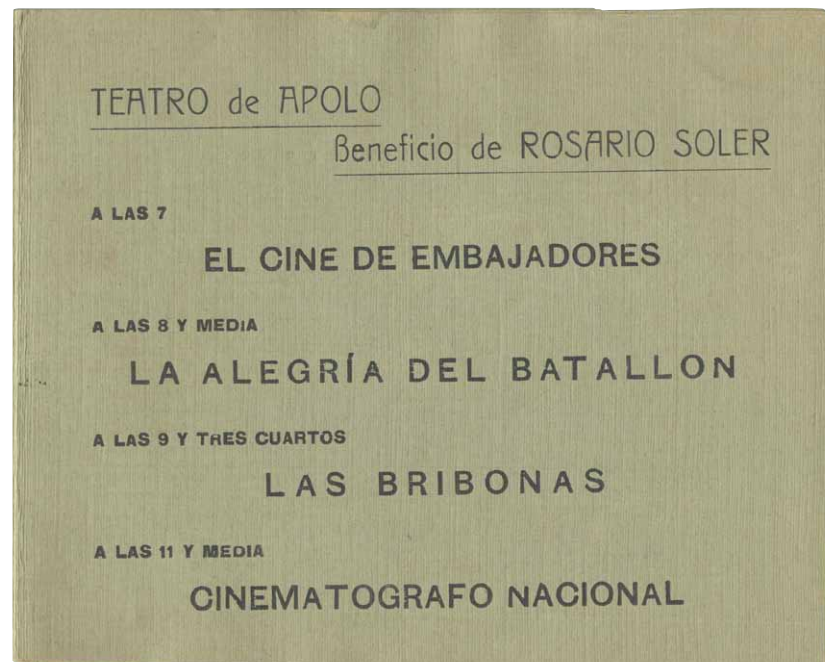 TEATRO de APOLO
Beneficio de ROSARIO SOLER
A LAS 7
EL CINE DE EMBAJADORES
A LAS 8 Y MEDIA
LA ALEGRÍA DEL BATALLON
A LAS 9 Y TRES CUARTOS
LAS BRIBONAS
A LAS 11 Y MEDIA
CINEMATOGRAFO NACIONAL